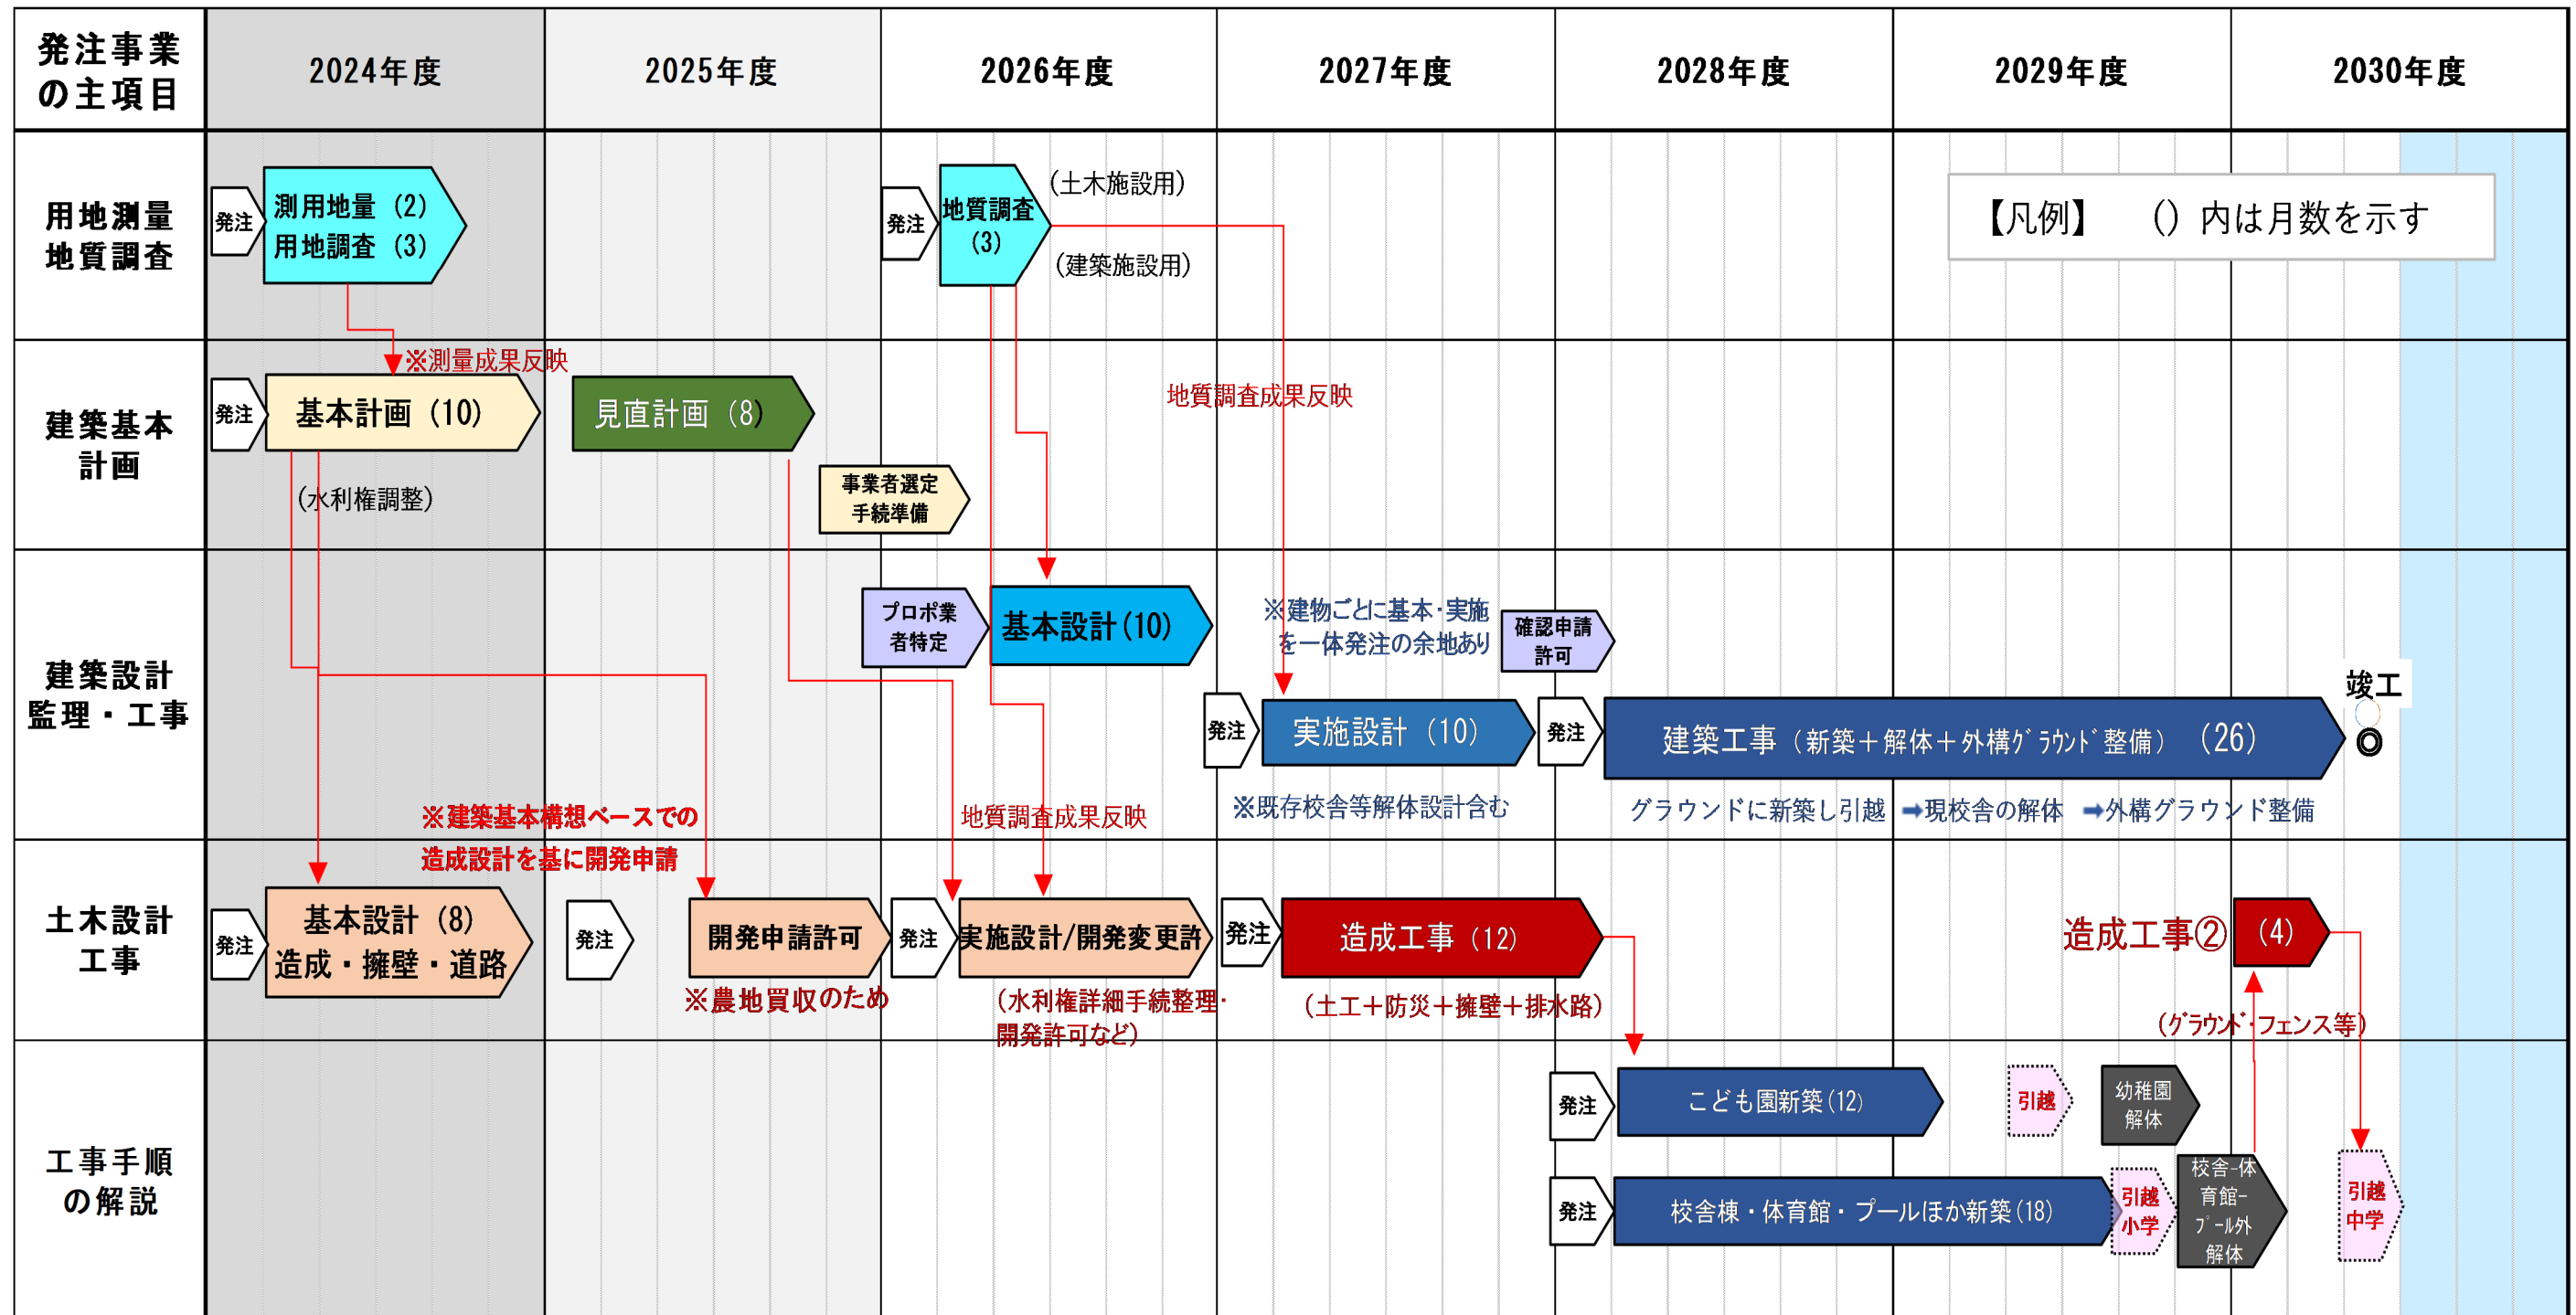 発注事業
の主項目
2024年度
2025年度
2026年度
2027年度
2028年度
2029年度
2030年度
用地測量
地質調査
発注
測用地量（2）
用地調査（3）
発注
地質調査
（3）
（土木施設用）
（建築施設用）
【凡例】　（）内は月数を示す
建築基本
計画
※測量成果反映
発注
基本計画（10）
見直計画（8）
地質調査成果反映
（水利権調整）
事業者選定
手続準備
建築設計
監理・工事
プロポ業
者特定
基本設計(10)
※建物ごとに基本・実施
を一体発注の余地あり
確認申請
許可
竣工
発注
実施設計（10）
発注
建築工事（新築＋解体＋外構ｸﾞﾗｳﾝﾄﾞ整備）（26）
※既存校舎等解体設計含む
グラウンドに新築し引越 ➡現校舎の解体 ➡外構グラウンド整備
※建築基本構想ベースでの
造成設計を基に開発申請
地質調査成果反映
土木設計
工事
発注
基本設計（8）
造成・擁壁・道路
発注
開発申請許可
発注
実施設計/開発変更許
発注
造成工事（12）
造成工事②
（4）
※農地買収のため
（水利権詳細手続整理・
開発許可など）
（土工＋防災＋擁壁＋排水路）
（ｸﾞﾗｳﾝﾄﾞ・フェンス等）
工事手順
の解説
発注
こども園新築(12)
引越
幼稚園
解体
発注
校舎棟・体育館・プールほか新築(18)
引越
小学
校舎-体
育館-
ﾌﾟｰﾙ外
解体
引越
中学